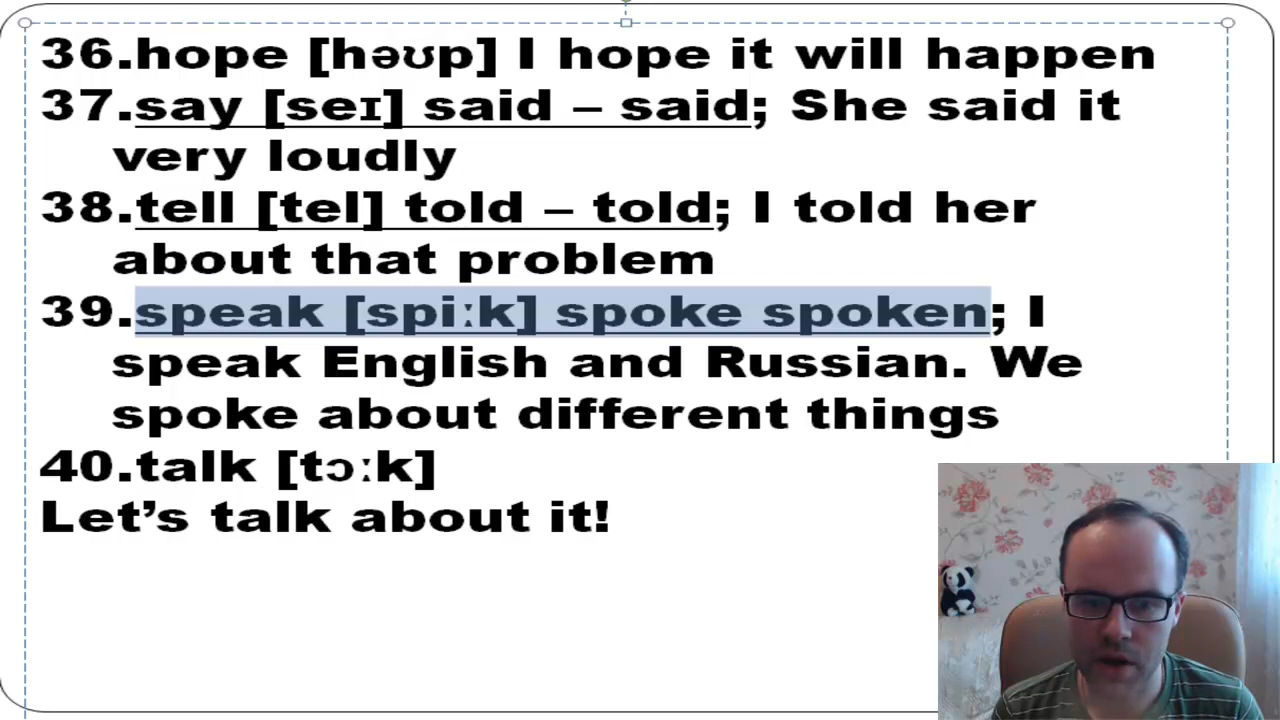 36.hope [həʊp] I hope it will happen
37.say [seɪ] said – said; She said it
very loudly
38.tell [tel] told – told; I told her
about that problem
39.speak [spiːk] spoke spoken; I
speak English and Russian. We
spoke about different things
40.talk [tɔːk]
Let’s talk about it!